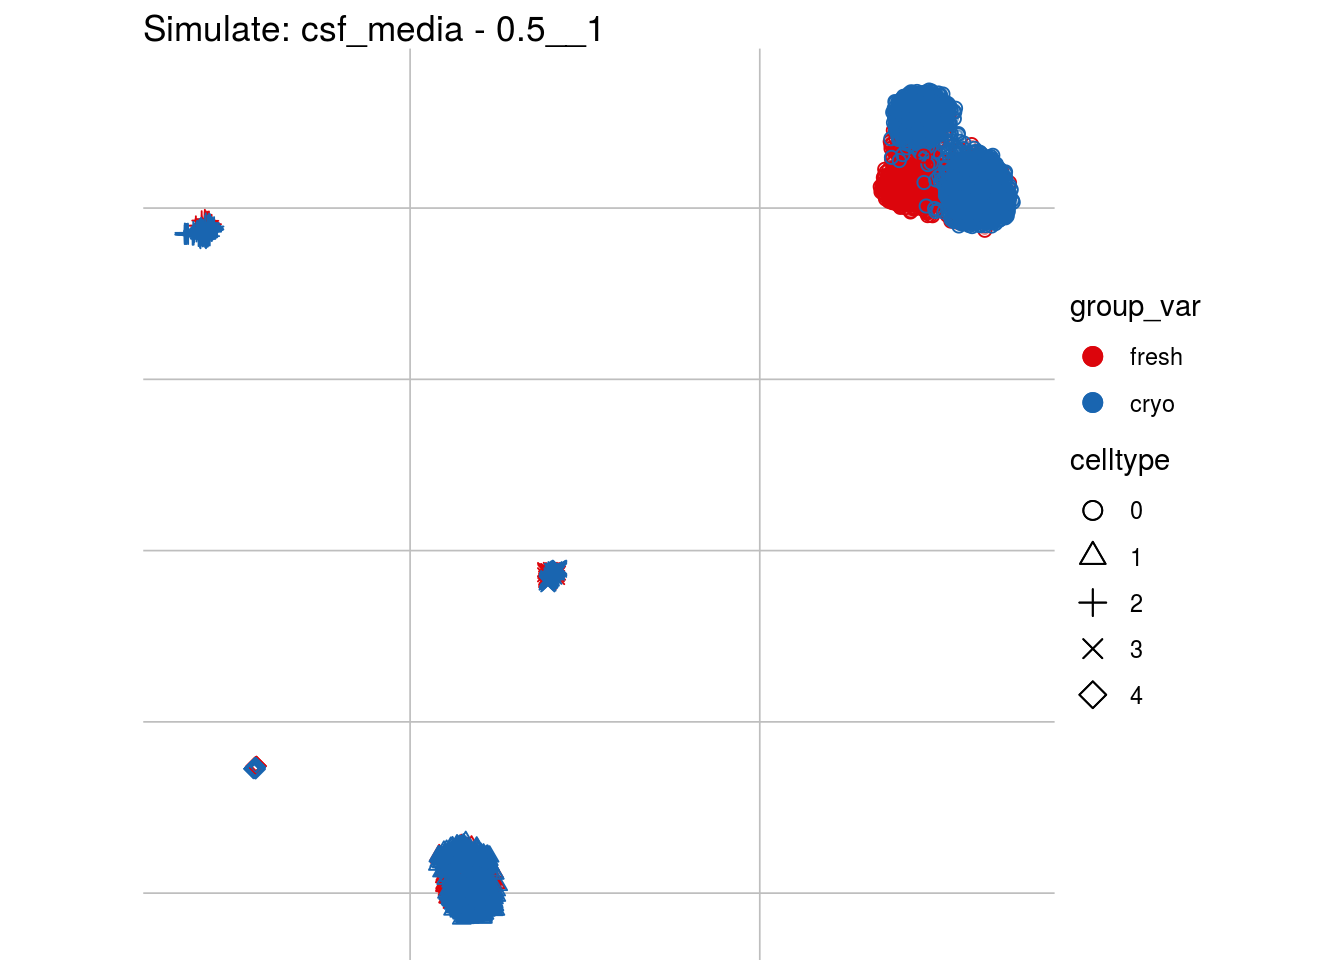 Simulate: csf_media - 0.5__1
group_var
fresh
cryo
celltype
0
1
2
3
4